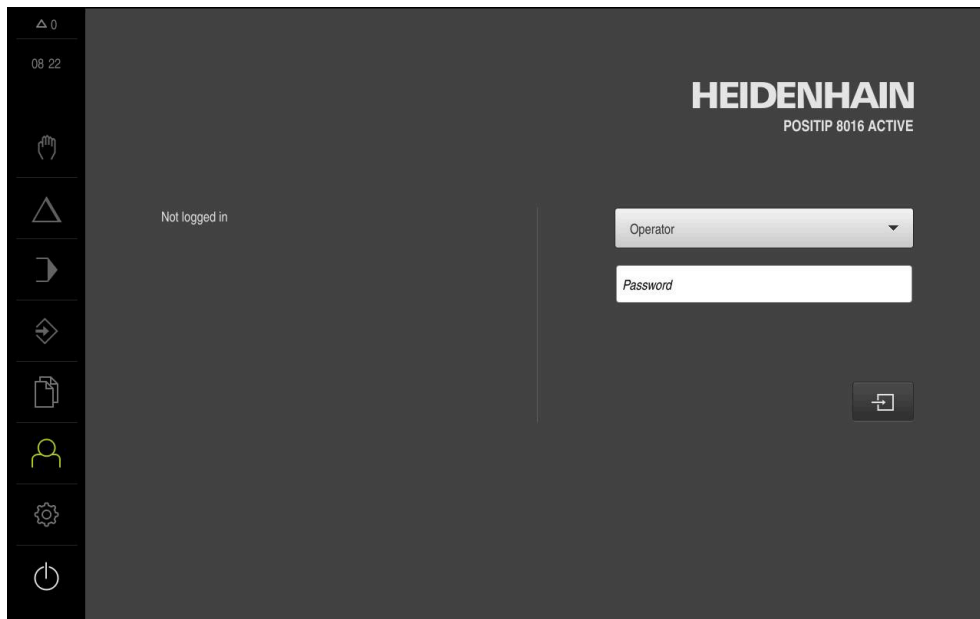 0
08 22
HEIDENHAIN
POSITIP 8016 ACTIVE
Not logged in
Operator
Password